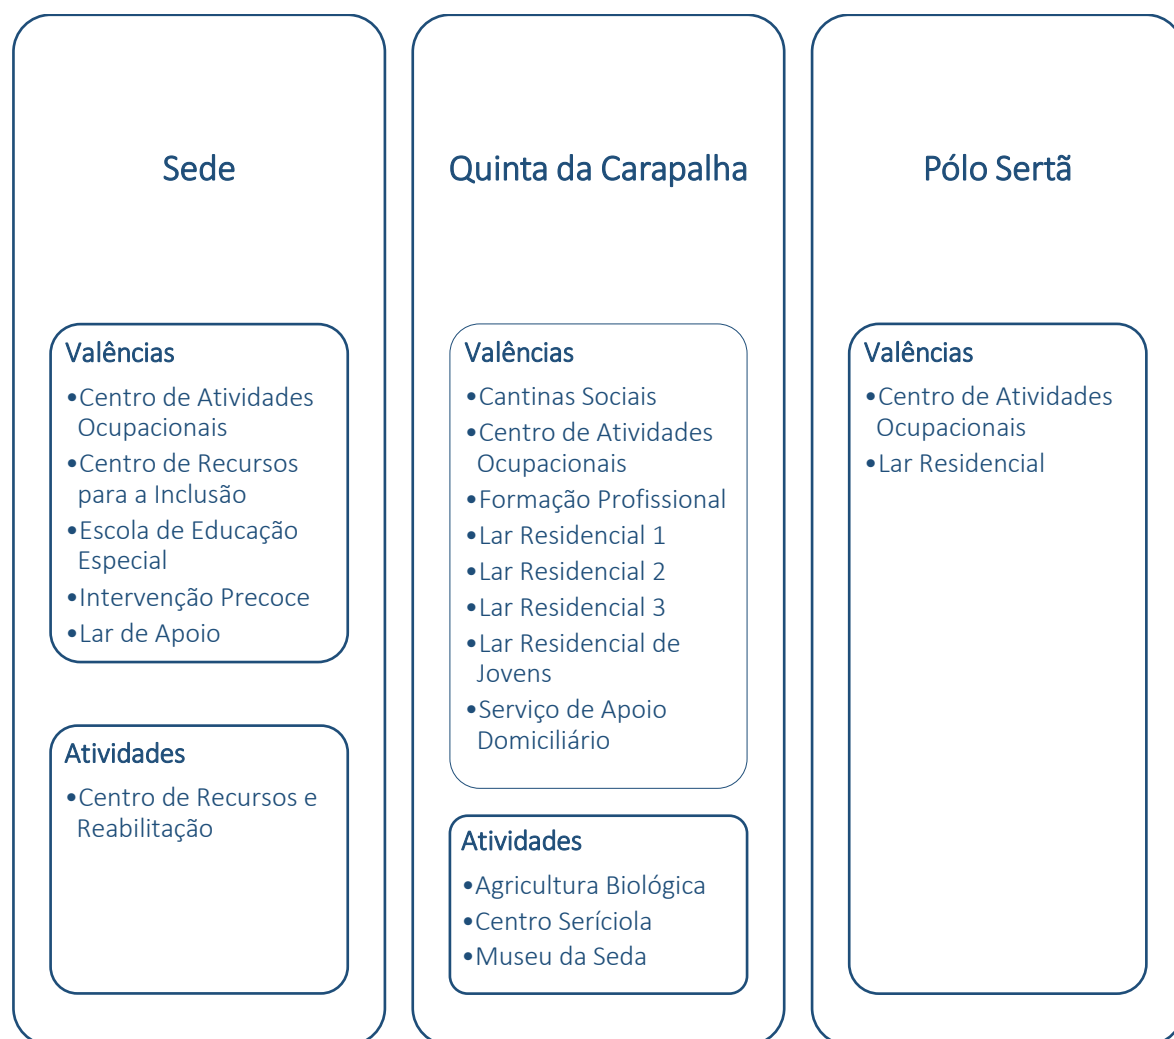 Sede
Valências
•Centro de Atividades
Ocupacionais
•Centro de Recursos
para a Inclusão
•Escola de Educação
Especial
•Intervenção Precoce
•Lar de Apoio
Atividades
•Centro de Recursos e
Reabilitação
Quinta da Carapalha
Valências
•Cantinas Sociais
•Centro de Atividades
Ocupacionais
•Formação Profissional
•Lar Residencial 1
•Lar Residencial 2
•Lar Residencial 3
•Lar Residencial de
Jovens
•Serviço de Apoio
Domiciliário
Atividades
•Agricultura Biológica
•Centro Seríciola
•Museu da Seda
Pólo Sertã
Valências
•Centro de Atividades
Ocupacionais
•Lar Residencial